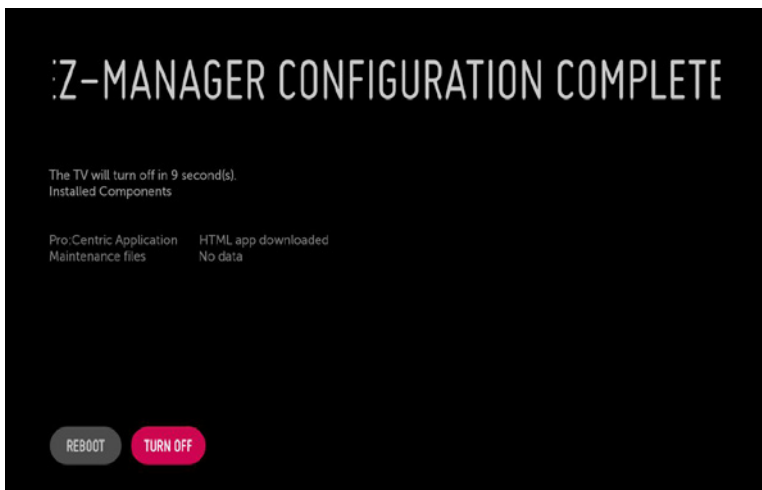 :Z-MANAGER CONFIGURATION COMPLETE
The TV will turn off in 9 second(s).
Installed Components
Pro:Centric Application HTML app downloaded
Maintenance files No data
REBOOT TURN OFF